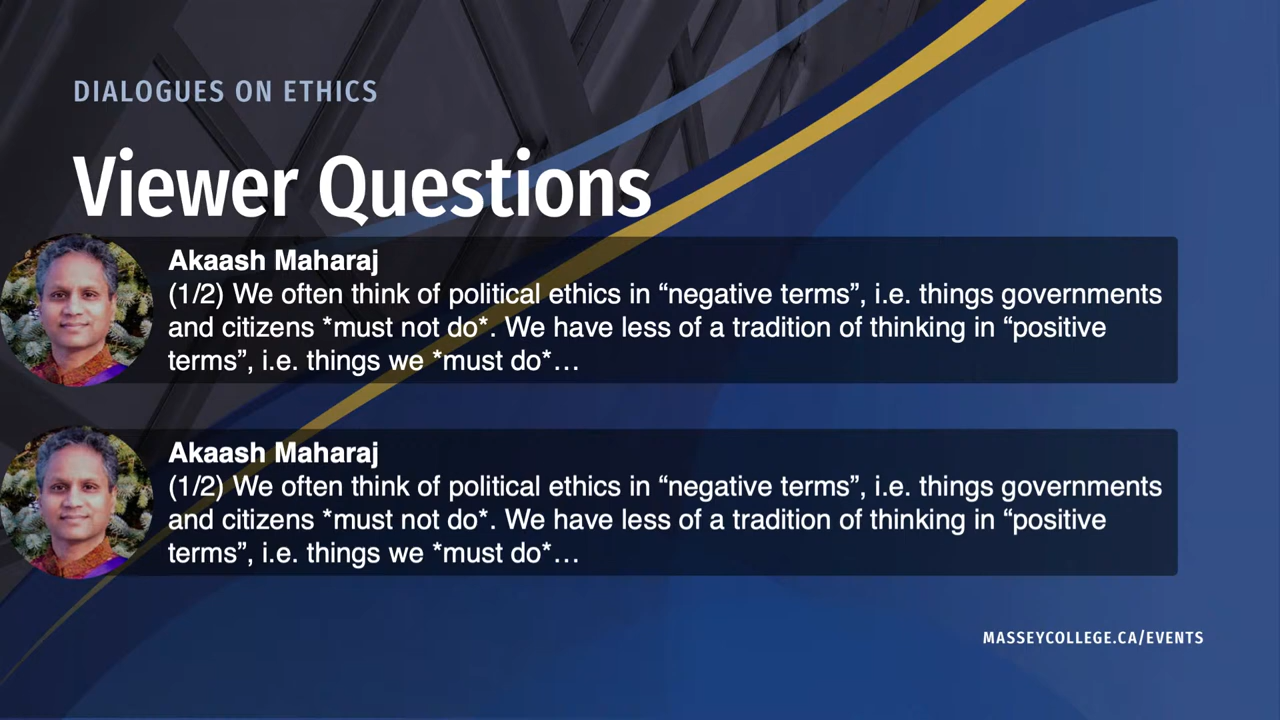 DIALOGUES ON ETHICS
Viewer Questions
Akaash Maharaj
(1/2) We often think of political ethics in “negative terms”, i.e. things governments
and citizens *must not do*. We have less of a tradition of thinking in “positive
terms”, i.e. things we *must do*…
Akaash Maharaj
(1/2) We often think of political ethics in “negative terms”, i.e. things governments
and citizens *must not do*. We have less of a tradition of thinking in “positive
terms”, i.e. things we *must do*…
MASSEYCOLLEGE.CA/EVENTS